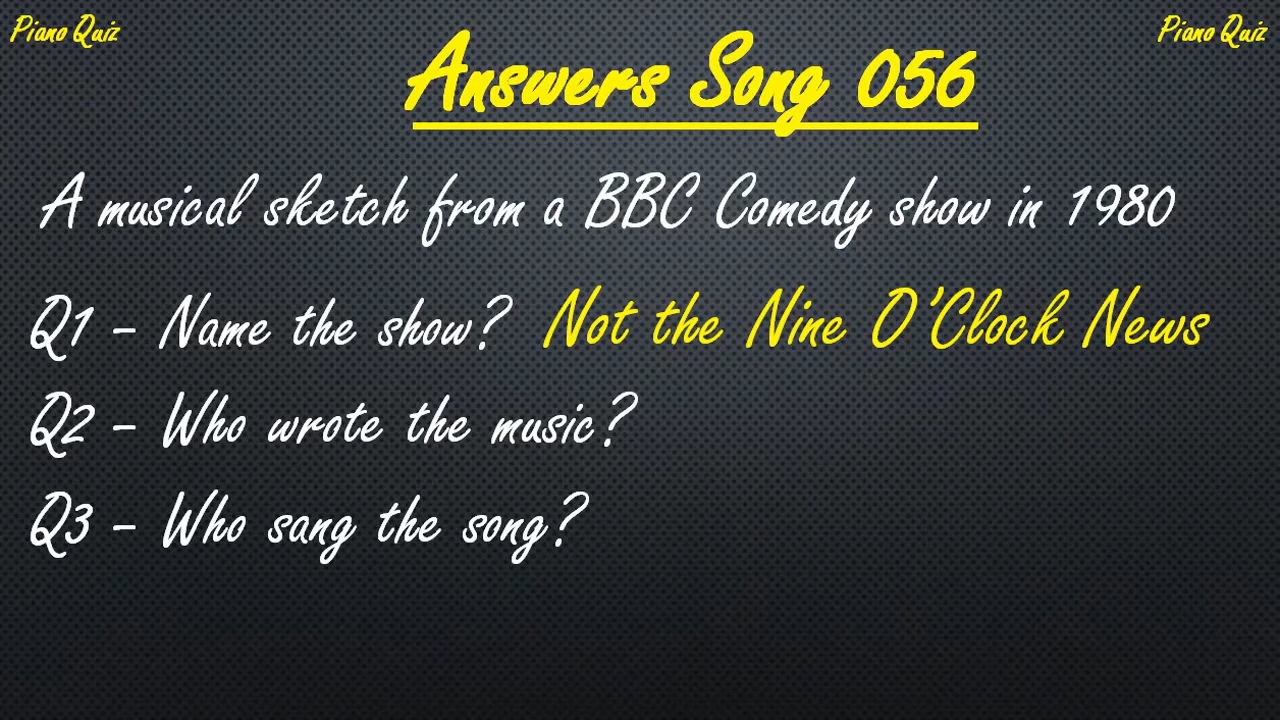 Piano Quiz
Piano Quiz
Answers Song 056
A musical sketch from a BBC Comedy show in 1980
Q1 – Name the show? Not the Nine O'Clock News
Q2 – Who wrote the music?
Q3 – Who sang the song?